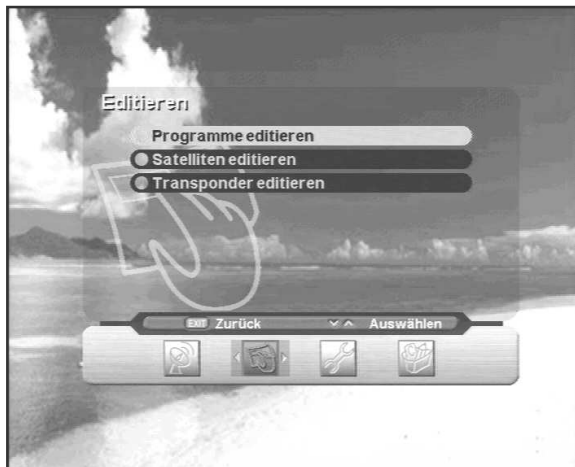 Editieren
Programme editieren
Satelliten editieren
Transponder editieren
EXIT Zurück Auswählen